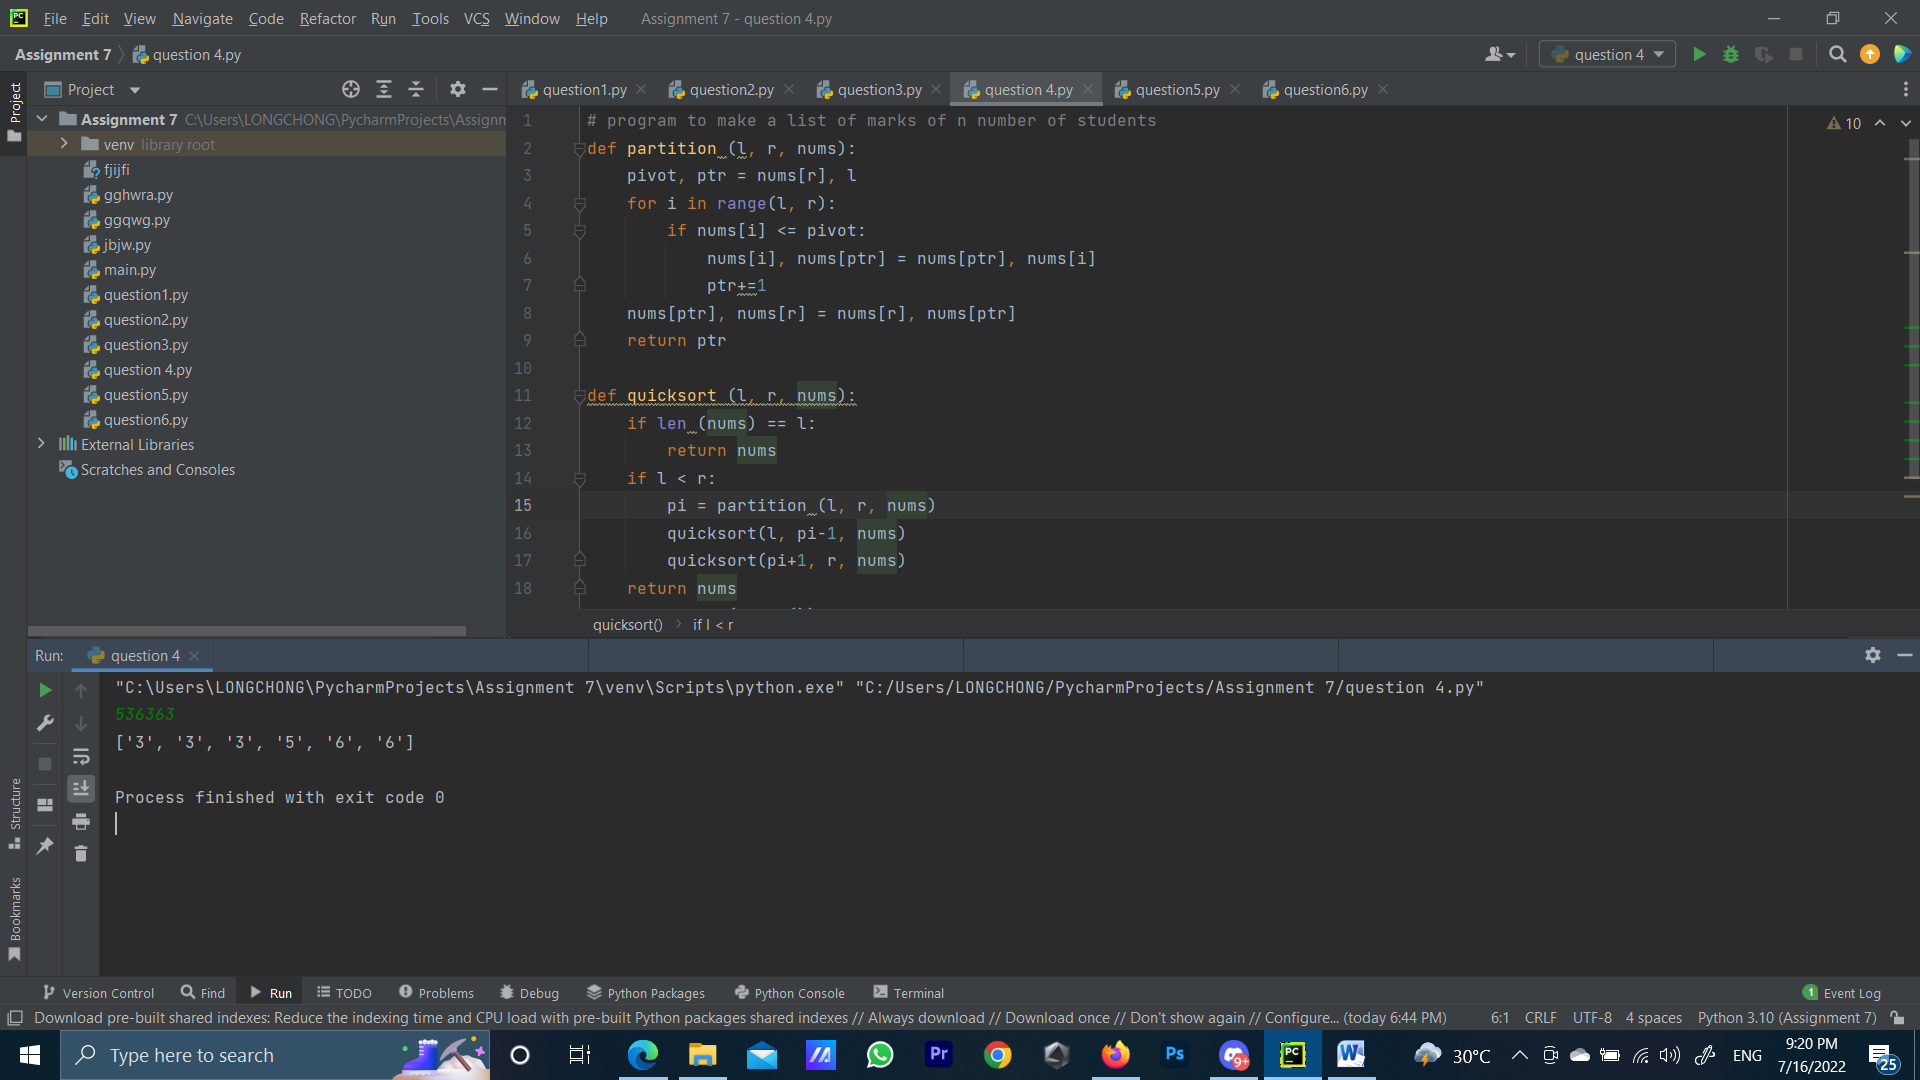 File Edit View Navigate Code Refactor Run Tools VCS Window Help Assignment 7 - question 4.py
Assignment 7 question 4.py question 4
Project
Project question1.py question2.py question3.py question 4.py question5.py question6.py
Assignment 7 C:\Users\LONGCHONG\PycharmProjects\Assignm
venv library root
fjijfi
gghwra.py
ggqwg.py
jbjw.py
main.py
question1.py
question2.py
question3.py
question 4.py
question5.py
question6.py
External Libraries
Scratches and Consoles
10
1 # program to make a list of marks of n number of students
2 def partition (l, r, nums):
3 pivot, ptr = nums[r], l
4 for i in range(l, r):
5 if nums[i] <= pivot:
6 nums[i], nums[ptr] = nums[ptr], nums[i]
7 ptr+=1
8 nums[ptr], nums[r] = nums[r], nums[ptr]
9 return ptr
10
11 def quicksort (l, r, nums):
12 if len (nums) == l:
13 return nums
14 if l < r:
15 pi = partition (l, r, nums)
16 quicksort(l, pi-1, nums)
17 quicksort(pi+1, r, nums)
18 return nums
quicksort() if l < r
Run: question 4
"C:\Users\LONGCHONG\PycharmProjects\Assignment 7\venv\Scripts\python.exe" "C:/Users/LONGCHONG/PycharmProjects/Assignment 7/question 4.py"
536363
['3', '3', '3', '5', '6', '6']
Process finished with exit code 0
Structure
Bookmarks
Version Control Find Run TODO Problems Debug Python Packages Python Console Terminal 1 Event Log
Download pre-built shared indexes: Reduce the indexing time and CPU load with pre-built Python packages shared indexes // Always download // Download once // Don't show again // Configure... (today 6:44 PM) 6:1 CRLF UTF-8 4 spaces Python 3.10 (Assignment 7)
Type here to search Pr Ps 9+ PC W 30°C ENG 9:20 PM
7/16/2022 25